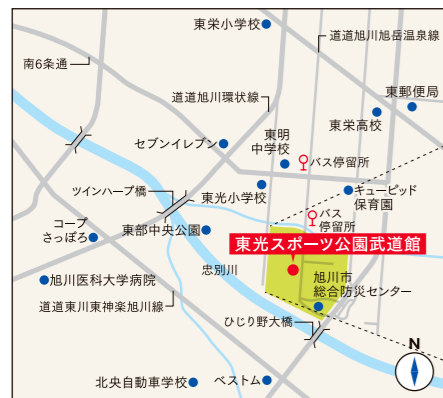 東栄小学校
道道旭川旭岳温泉線
南6条通
道道旭川環状線
東郵便局
東栄高校
セブンイレブン
東明
中学校
バス停留所
ツインハープ橋
東光小学校
キューピッド
保育園
バス
停留所
コープ
さっぽろ
東部中央公園
東光スポーツ公園武道館
忠別川
旭川医科大学病院
旭川市
総合防災センター
道道東川東神楽旭川線
ひじり野大橋
N
北央自動車学校
ベストム